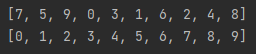 [7, 5, 9, 0, 3, 1, 6, 2, 4, 8]
[0, 1, 2, 3, 4, 5, 6, 7, 8, 9]